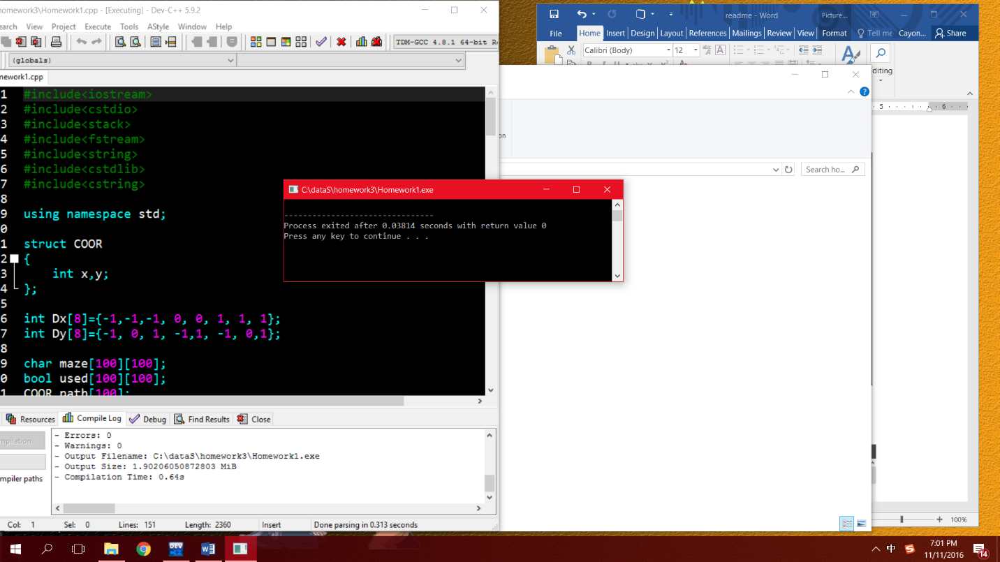 homework3\Homework1.cpp - [Executing] - Dev-C++ 5.9.2
earch View Project Execute Tools AStyle Window Help
TDM-GCC 4.8.1 64-bit Re
(globals)
mework1.cpp
1 #include<iostream>
2 #include<cstdio>
3 #include<stack>
4 #include<fstream>
5 #include<string>
6 #include<cstdlib>
7 #include<cstring>
8
9 using namespace std;
0
1 struct COOR
2 {
3 int x,y;
4 };
5
6 int Dx[8]={-1,-1,-1, 0, 0, 1, 1, 1};
7 int Dy[8]={-1, 0, 1, -1,1, -1, 0,1};
8
9 char maze[100][100];
0 bool used[100][100];
1 COOR path[100];
Resources Compile Log Debug Find Results Close
mpilation
mpiler paths
- Errors: 0
- Warnings: 0
- Output Filename: C:\dataS\homework3\Homework1.exe
- Output Size: 1.90206050872803 MiB
- Compilation Time: 0.64s
Col: 1 Sel: 0 Lines: 151 Length: 2360 Insert Done parsing in 0.313 seconds
C:\dataS\homework3\Homework1.exe
--------------------------------
Process exited after 0.03814 seconds with return value 0
Press any key to continue . . .
readme - Word Picture...
File Home Insert Design Layout References Mailings Review View Format Tell me Cayon... Share
Calibri (Body) 12
diting
on
Search ho...
5 6
100%
DEV
中
7:01 PM
11/11/2016
14